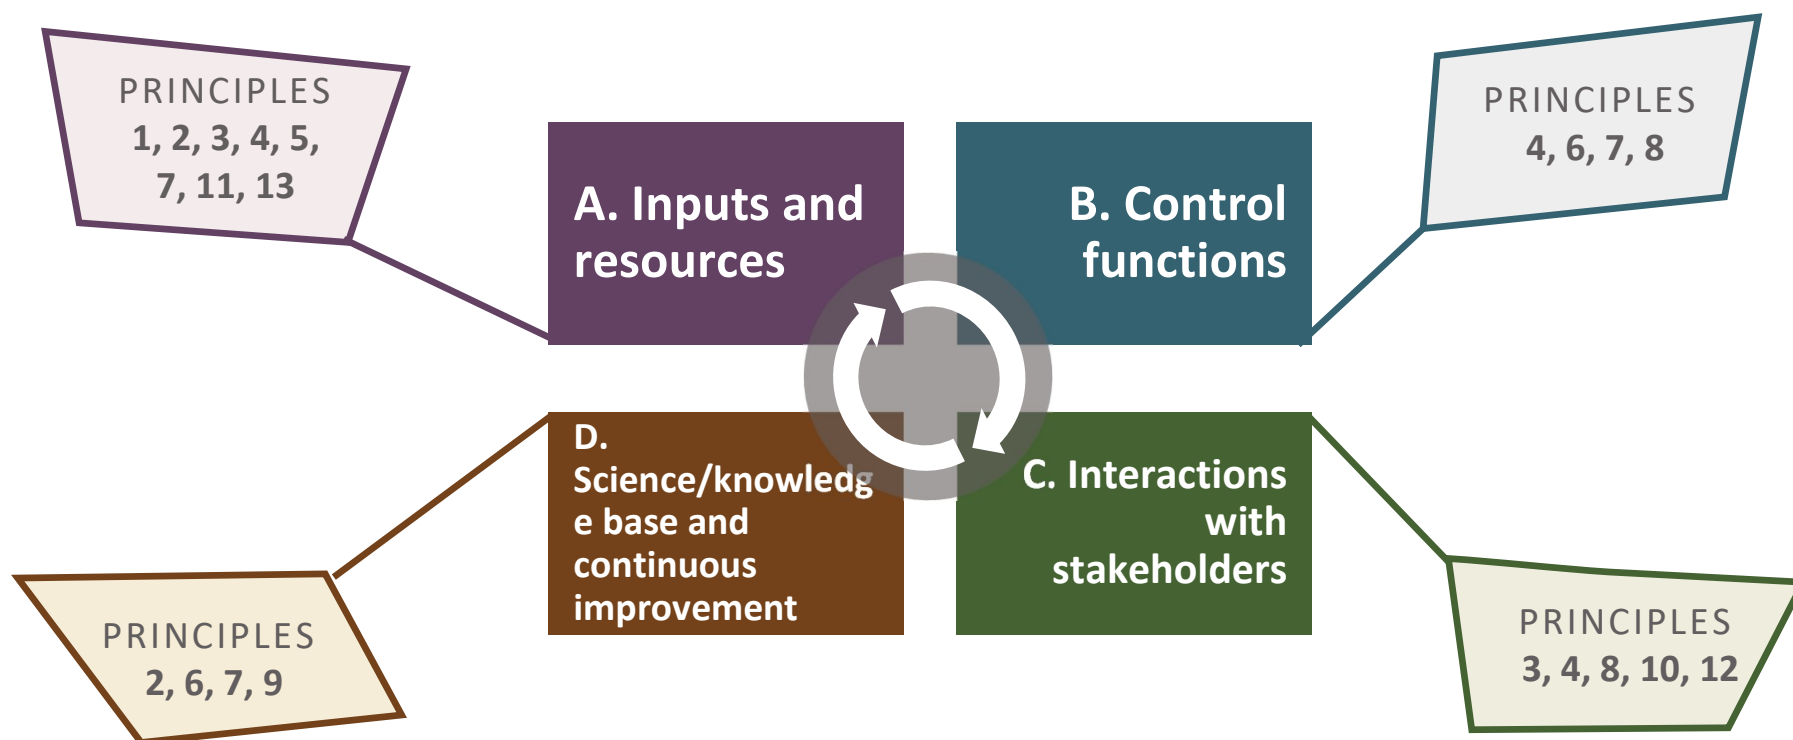 PRINCIPLES
1, 2, 3, 4, 5,
7, 11, 13
A. Inputs and
resources
B. Control
functions
PRINCIPLES
4, 6, 7, 8
D.
Science/knowledg
e base and
continuous
improvement
C. Interactions
with
stakeholders
PRINCIPLES
2, 6, 7, 9
PRINCIPLES
3, 4, 8, 10, 12